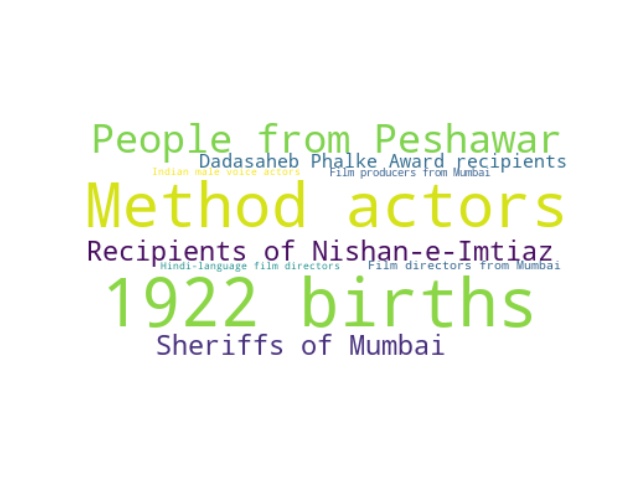 People from Peshawar
Dadasaheb Phalke Award recipients
Indian male voice actors
Film producers from Mumbai
Method actors
Recipients of Nishan-e-Imtiaz
Hindi-language film directors
Film directors from Mumbai
1922 births
Sheriffs of Mumbai